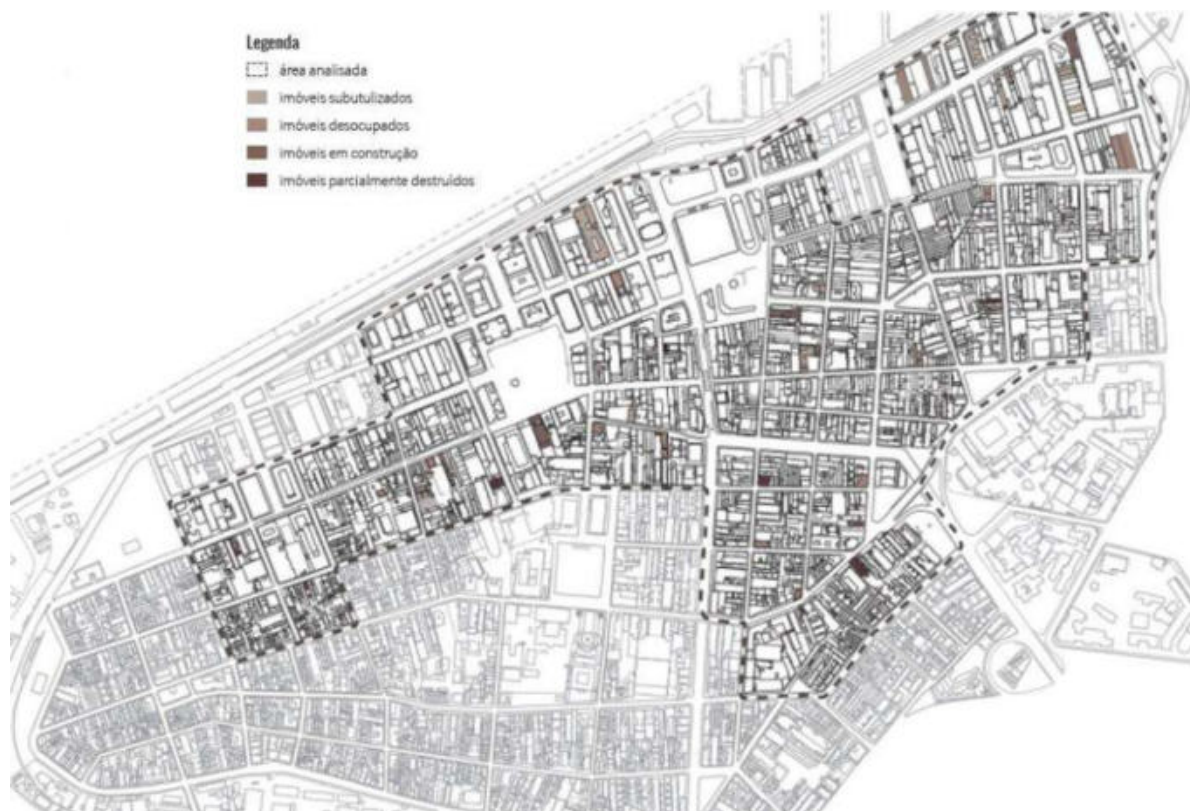 Legenda
área analisada
imóveis subutulizados
imóveis desocupados
imóveis em construção
imóveis parcialmente destruídos